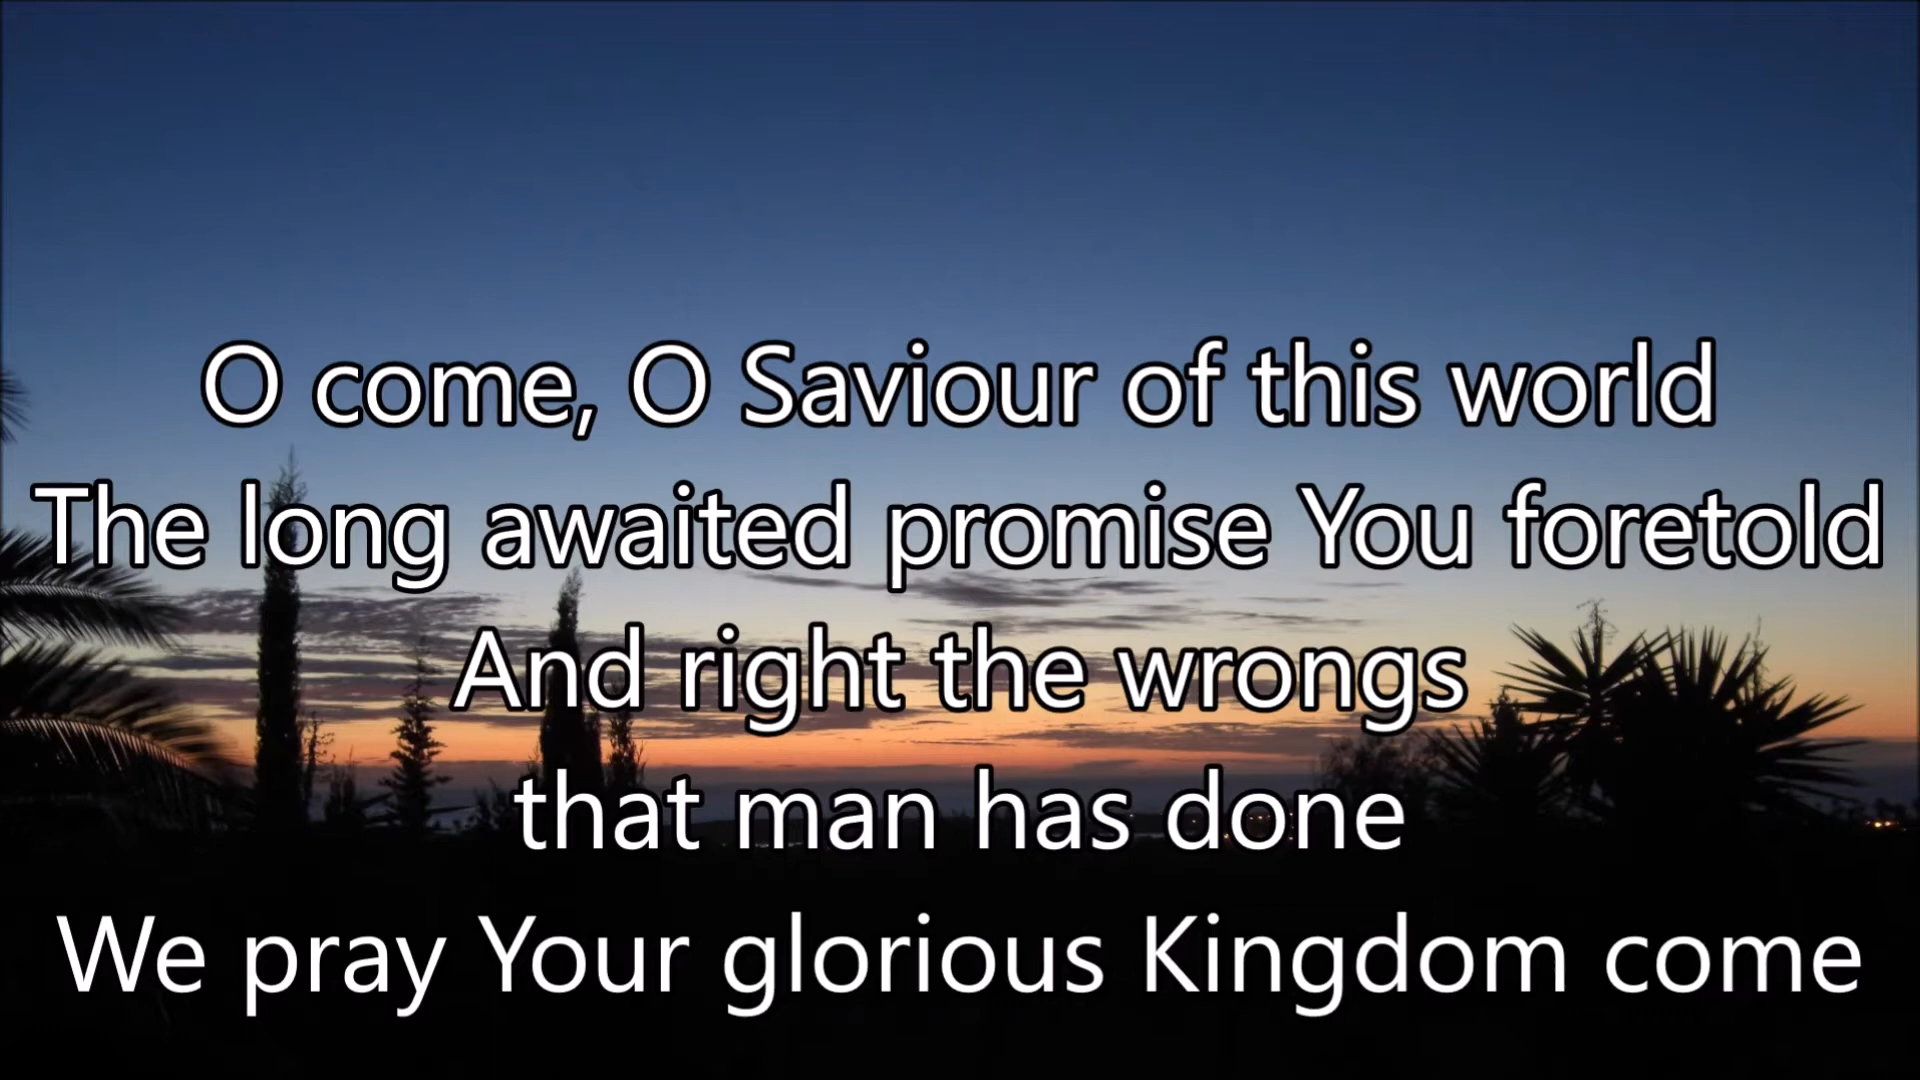 O come, O Saviour of this world
The long awaited promise You foretold
And right the wrongs
that man has done
We pray Your glorious Kingdom come